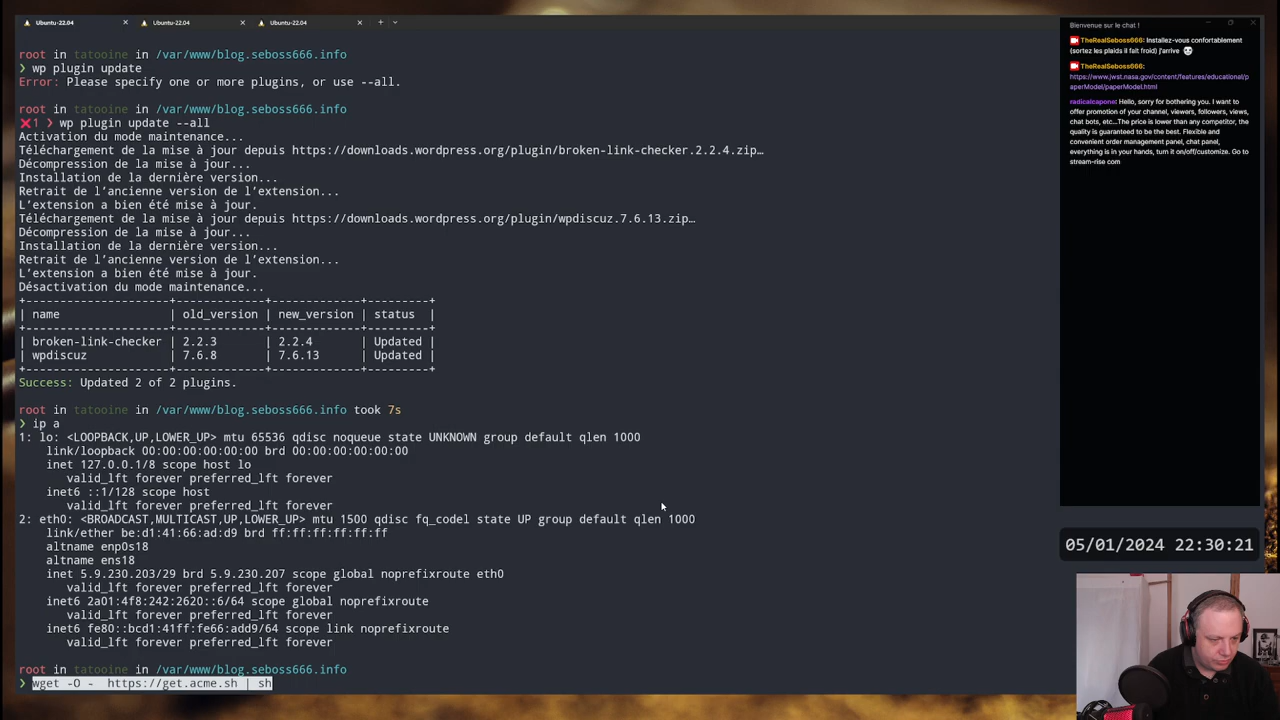 Ubuntu-22.04 × Ubuntu-22.04 × Ubuntu-22.04 × +
root in tatooine in /var/www/blog.seboss666.info
❯ wp plugin update
Error: Please specify one or more plugins, or use --all.
root in tatooine in /var/www/blog.seboss666.info
❌1 ❯ wp plugin update --all
Activation du mode maintenance…
Téléchargement de la mise à jour depuis https://downloads.wordpress.org/plugin/broken-link-checker.2.2.4.zip…
Décompression de la mise à jour…
Installation de la dernière version…
Retrait de l’ancienne version de l’extension…
L’extension a bien été mise à jour.
Téléchargement de la mise à jour depuis https://downloads.wordpress.org/plugin/wpdiscuz.7.6.13.zip…
Décompression de la mise à jour…
Installation de la dernière version…
Retrait de l’ancienne version de l’extension…
L’extension a bien été mise à jour.
Désactivation du mode maintenance…
+---------------------+-------------+-------------+---------+
| name | old_version | new_version | status |
+---------------------+-------------+-------------+---------+
| broken-link-checker | 2.2.3 | 2.2.4 | Updated |
| wpdiscuz | 7.6.8 | 7.6.13 | Updated |
+---------------------+-------------+-------------+---------+
Success: Updated 2 of 2 plugins.
root in tatooine in /var/www/blog.seboss666.info took 7s
❯ ip a
1: lo: <LOOPBACK,UP,LOWER_UP> mtu 65536 qdisc noqueue state UNKNOWN group default qlen 1000
link/loopback 00:00:00:00:00:00 brd 00:00:00:00:00:00
inet 127.0.0.1/8 scope host lo
valid_lft forever preferred_lft forever
inet6 ::1/128 scope host
valid_lft forever preferred_lft forever
2: eth0: <BROADCAST,MULTICAST,UP,LOWER_UP> mtu 1500 qdisc fq_codel state UP group default qlen 1000
link/ether be:d1:41:66:ad:d9 brd ff:ff:ff:ff:ff:ff
altname enp0s18
altname ens18
inet 5.9.230.203/29 brd 5.9.230.207 scope global noprefixroute eth0
valid_lft forever preferred_lft forever
inet6 2a01:4f8:242:2620::6/64 scope global noprefixroute
valid_lft forever preferred_lft forever
inet6 fe80::bcd1:41ff:fe66:add9/64 scope link noprefixroute
valid_lft forever preferred_lft forever
root in tatooine in /var/www/blog.seboss666.info
❯ wget -O -  https://get.acme.sh | sh
Bienvenue sur le chat !
TheRealSeboss666: Installez-vous confortablement
(sortez les plaids il fait froid) j'arrive
TheRealSeboss666:
https://www.jwst.nasa.gov/content/features/educational/p
aperModel/paperModel.html
radicalcapone: Hello, sorry for bothering you. I want to
offer promotion of your channel, viewers, followers, views,
chat bots, etc...The price is lower than any competitor, the
quality is guaranteed to be the best. Flexible and
convenient order management panel, chat panel,
everything is in your hands, turn it on/off/customize. Go to
stream-rise com
05/01/2024 22:30:21